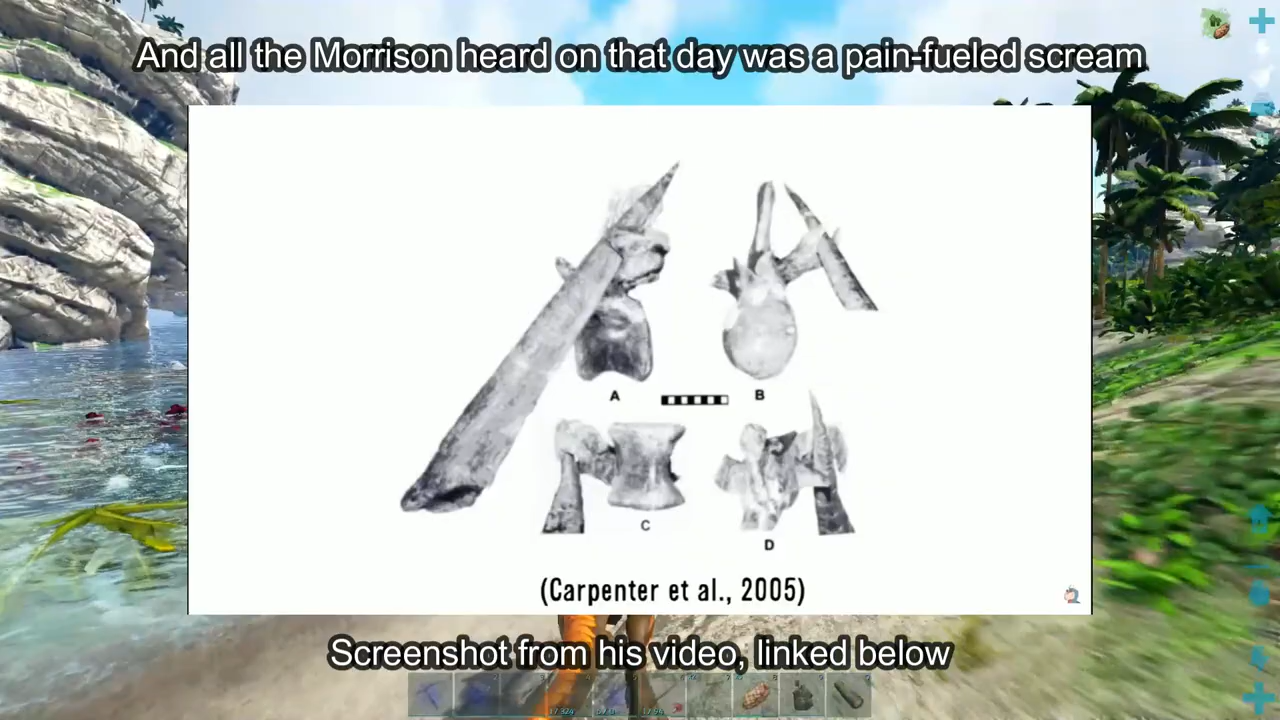 And all the Morrison heard on that day was a pain-fueled scream
A
B
C
D
(Carpenter et al., 2005)
Screenshot from his video, linked below